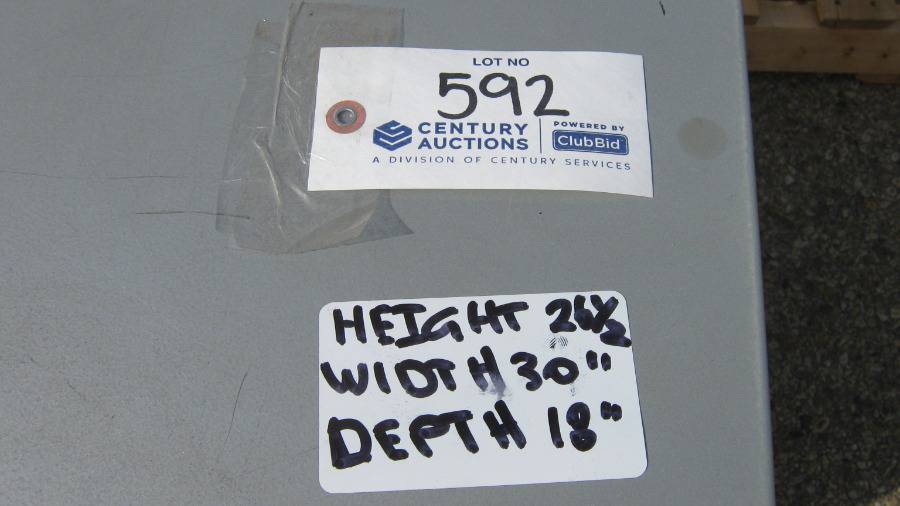 LOT NO
592
CENTURY
AUCTIONS
POWERED BY
ClubBid
A DIVISION OF CENTURY SERVICES
HEIGHT 26½
WIDTH 30"
DEPTH 18"